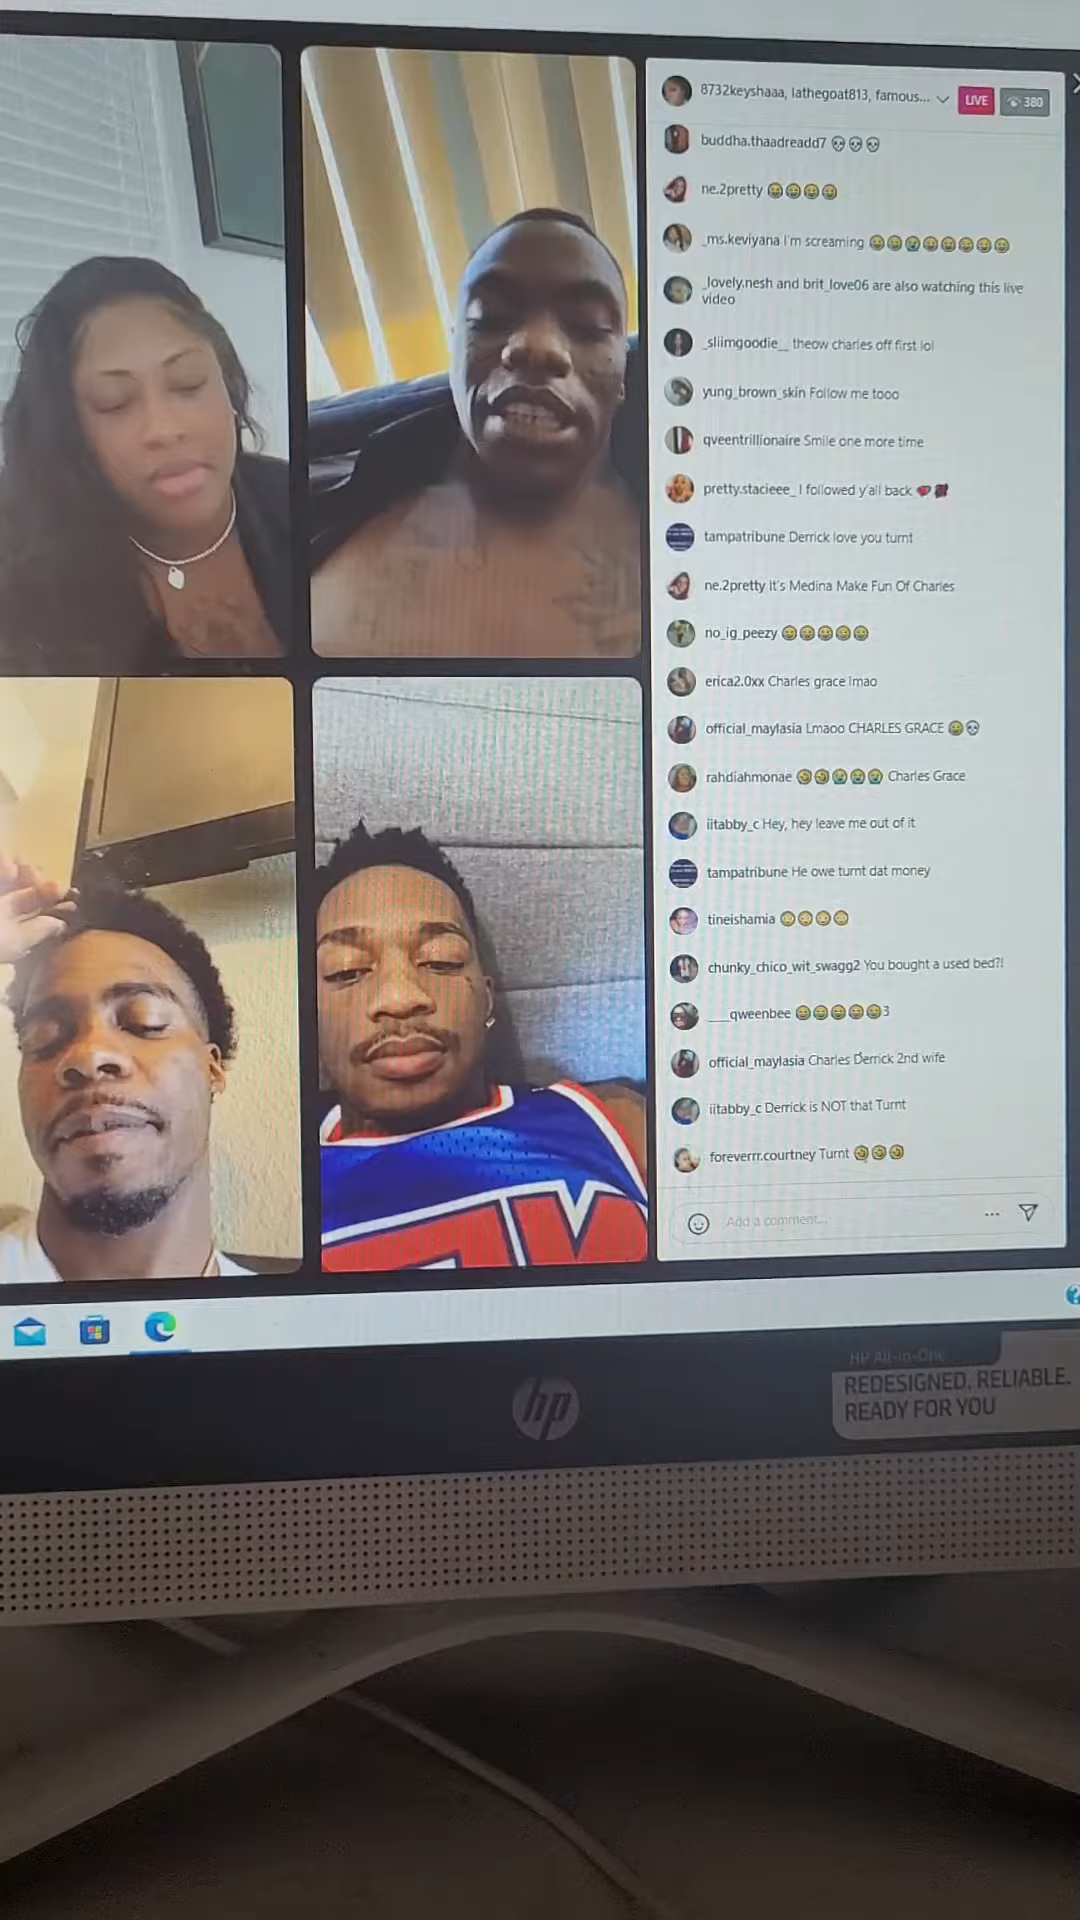 8732keyshaaa, lathegoat813, famous...
LIVE
380
buddha.thaadreadd7 💀💀💀
ne.2pretty 😂😂😂😂
_ms.keviyana I'm screaming 😂😂😭😂😂😂😂😂
_lovely.nesh and brit_love06 are also watching this live
video
_sliimgoodie__ theow charles off first lol
yung_brown_skin Follow me tooo
qveentrillionaire Smile one more time
pretty.stacieee_ I followed y'all back
tampatribune Derrick love you turnt
ne.2pretty It's Medina Make Fun Of Charles
no_ig_peezy 😂😂😂😂😂
erica2.0xx Charles grace lmao
official_maylasia Lmaoo CHARLES GRACE 😂💀
rahdiahmonae 🤣🤣😭😭😭 Charles Grace
iitabby_c Hey, hey leave me out of it
tampatribune He owe turnt dat money
tineishamia 😳😳😳😳
chunky_chico_wit_swagg2 You bought a used bed?!
___qweenbee 😂😂😂😂😂3
official_maylasia Charles Derrick 2nd wife
iitabby_c Derrick is NOT that Turnt
foreverrr.courtney Turnt 🤣🤣🤣
Add a comment...
hp
HP All-in-One
REDESIGNED. RELIABLE.
READY FOR YOU